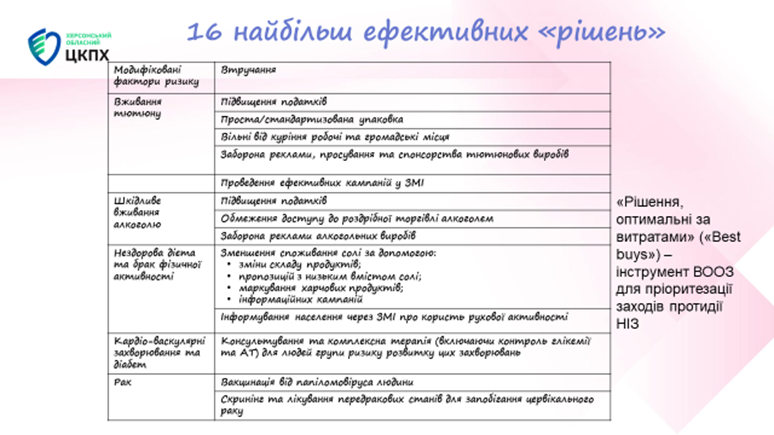 ХЕРСОНСЬКИЙ
ОБЛАСНИЙ
ЦКПХ
16 найбільш ефективних «рішень»
Модифіковані
фактори ризику
Втручання
Вживання
тютюну
Підвищення податків
Проста/стандартизована упаковка
Вільні від куріння робочі та громадські місця
Заборона реклами, просування та спонсорства тютюнових виробів
Проведення ефективних кампаній у ЗМІ
Шкідливе
вживання
алкоголю
Підвищення податків
Обмеження доступу до роздрібної торгівлі алкоголем
Заборона реклами алкогольних виробів
Нездорова дієта
та брак фізичної
активності
Зменшення споживання солі за допомогою:
• зміни складу продуктів;
• пропозицій з низьким вмістом солі;
• маркування харчових продуктів;
• інформаційних кампаній
Інформування населення через ЗМІ про користь рухової активності
Кардіо-васкулярні
захворювання та
діабет
Консультування та комплексна терапія (включаючи контроль глікемії
та АТ) для людей групи ризику розвитку цих захворювань
Рак
Вакцинація від папіломовіруса людини
Скринінг та лікування передракових станів для запобігання цервікального
раку
«Рішення,
оптимальні за
витратами» («Best
buys») –
інструмент ВООЗ
для пріоритезації
заходів протидії
НІЗ